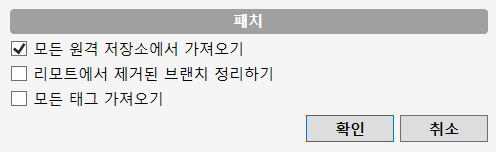 패치
모든 원격 저장소에서 가져오기
리모트에서 제거된 브랜치 정리하기
모든 태그 가져오기
확인 취소